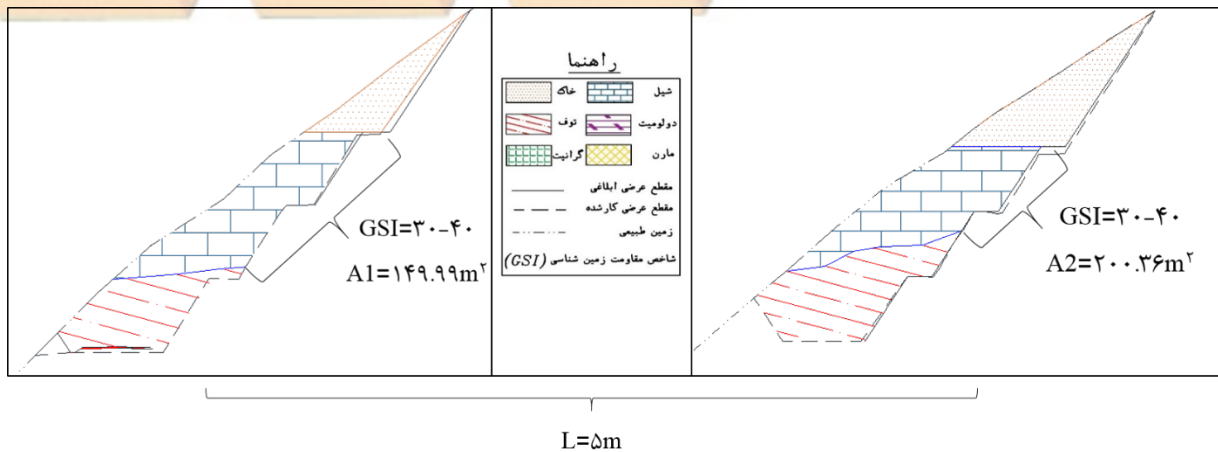 راهنما
خاک
شیل
توف
دولومیت
گرانیت
مارن
مقطع عرضی ابلاغی
مقطع عرضی کارشده
زمین طبیعی
شاخص مقاومت زمین شناسی (GSI)
GSI=۳۰-۴۰
A1=۱۴۹.۹۹m۲
GSI=۳۰-۴۰
A2=۲۰۰.۳۶m۲
L=۵m